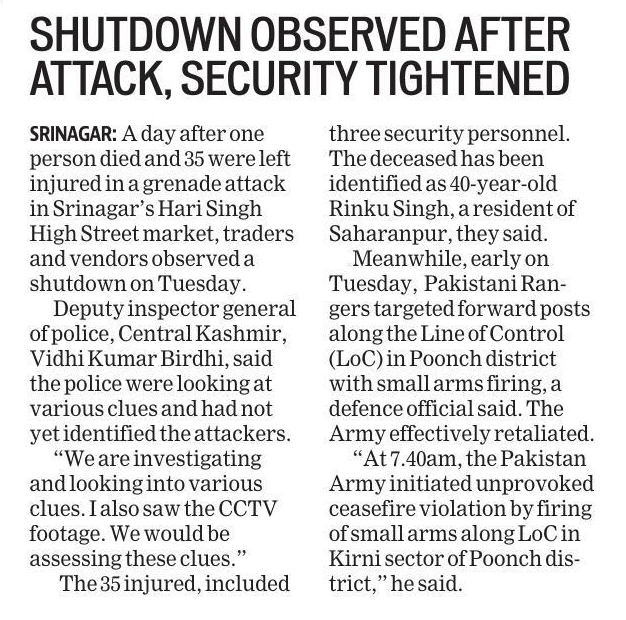 SHUTDOWN OBSERVED AFTER
ATTACK, SECURITY TIGHTENED
SRINAGAR: A day after one
person died and 35 were left
injured in a grenade attack
in Srinagar's Hari Singh
High Street market, traders
and vendors observed a
shutdown on Tuesday.
Deputy inspector general
of police, Central Kashmir,
Vidhi Kumar Birdhi, said
the police were looking at
various clues and had not
yet identified the attackers.
"We are investigating
and looking into various
clues. I also saw the CCTV
footage. We would be
assessing these clues."
The 35 injured, included
three security personnel.
The deceased has been
identified as 40-year-old
Rinku Singh, a resident of
Saharanpur, they said.
Meanwhile, early on
Tuesday, Pakistani Ran-
gers targeted forward posts
along the Line of Control
(LoC) in Poonch district
with small arms firing, a
defence official said. The
Army effectively retaliated.
"At 7.40am, the Pakistan
Army initiated unprovoked
ceasefire violation by firing
of small arms along LoC in
Kirni sector of Poonch dis-
trict," he said.